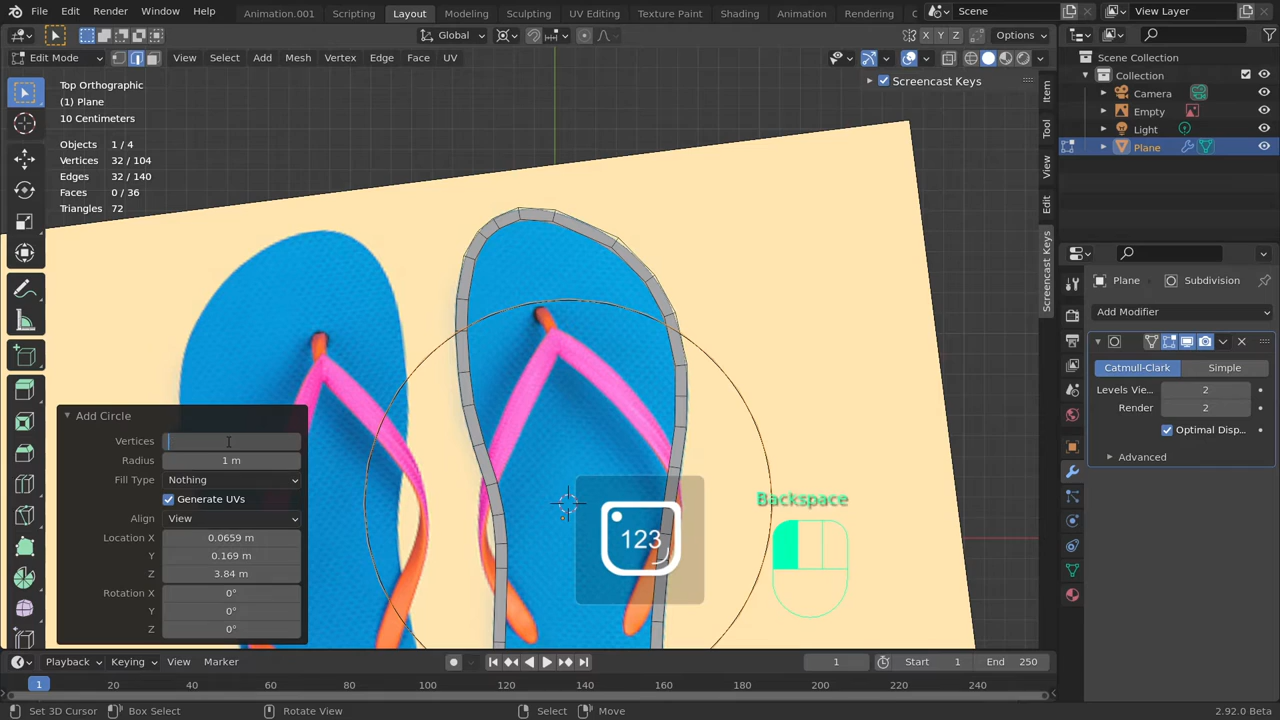 File Edit Render Window Help Animation.001 Scripting Layout Modeling Sculpting UV Editing Texture Paint Shading Animation Rendering Scene View Layer
Global Options
Edit Mode View Select Add Mesh Vertex Edge Face UV X Y Z
Top Orthographic
(1) Plane
10 Centimeters
Objects 1 / 4
Vertices 32 / 104
Edges 32 / 140
Faces 0 / 36
Triangles 72
Screencast Keys
Item
Tool
View
Edit
Screencast Keys
Scene Collection
Collection
Camera
Empty
Light
Plane
Plane Subdivision
Add Modifier
Catmull-Clark Simple
Levels Vie... 2
Render 2
Optimal Disp...
Advanced
Add Circle
Vertices
Radius 1 m
Fill Type Nothing
Generate UVs
Align View
Location X 0.0659 m
Y 0.169 m
Z 3.84 m
Rotation X 0°
Y 0°
Z 0°
123
Backspace
Playback Keying View Marker 1 Start 1 End 250
1 20 40 60 80 100 120 140 160 180 200 220 240
Set 3D Cursor Box Select Rotate View Select Move 2.92.0 Beta